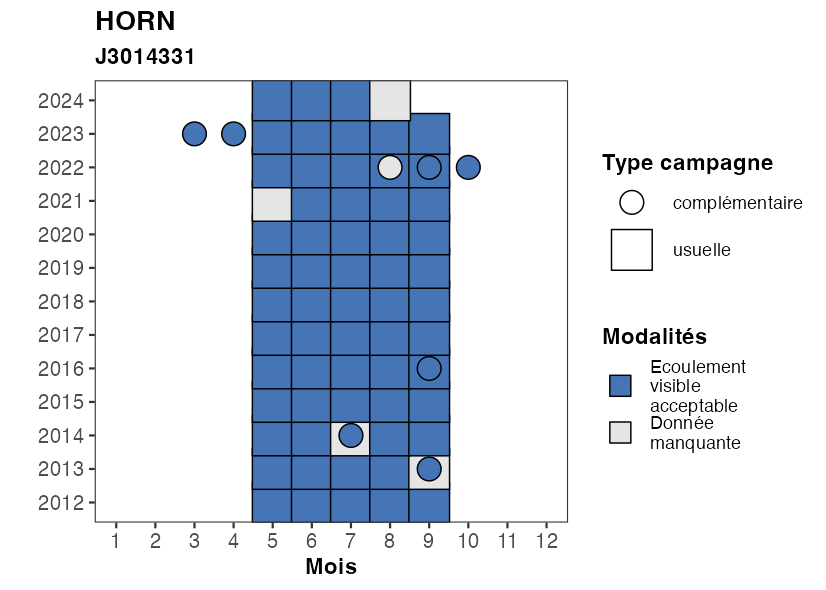 HORN
J3014331
2024
2023
2022
2021
2020
2019
2018
2017
2016
2015
2014
2013
2012
1 2 3 4 5 6 7 8 9 10 11 12
Mois
Type campagne
complémentaire
usuelle
Modalités
Ecoulement
visible
acceptable
Donnée
manquante